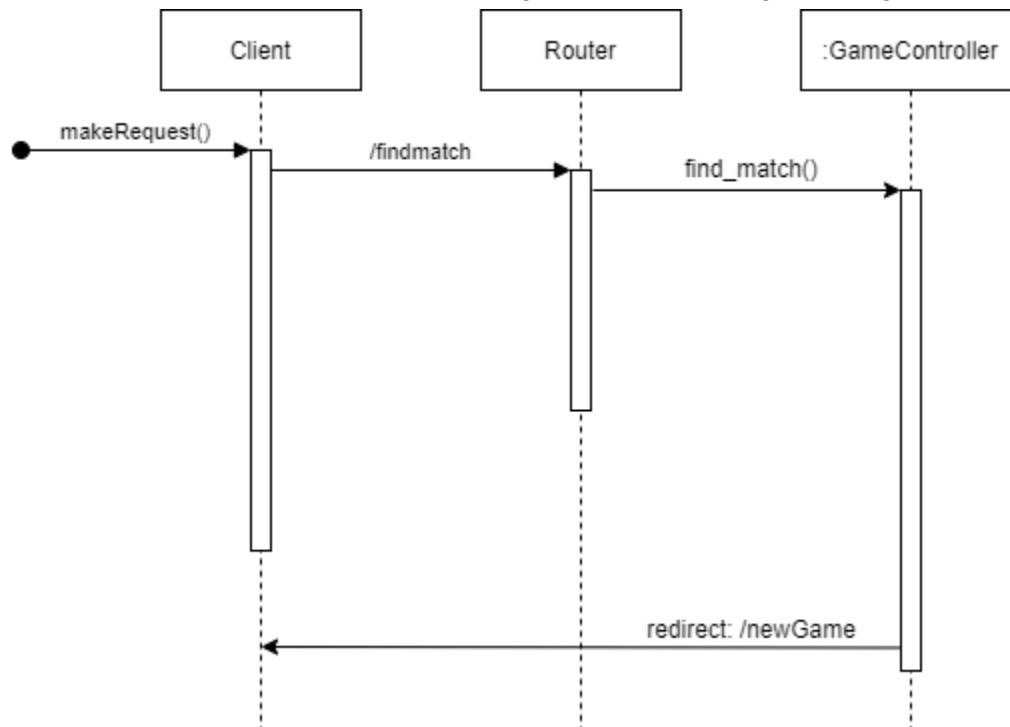 Client
Router
:GameController
makeRequest()
/findmatch
find_match()
redirect: /newGame